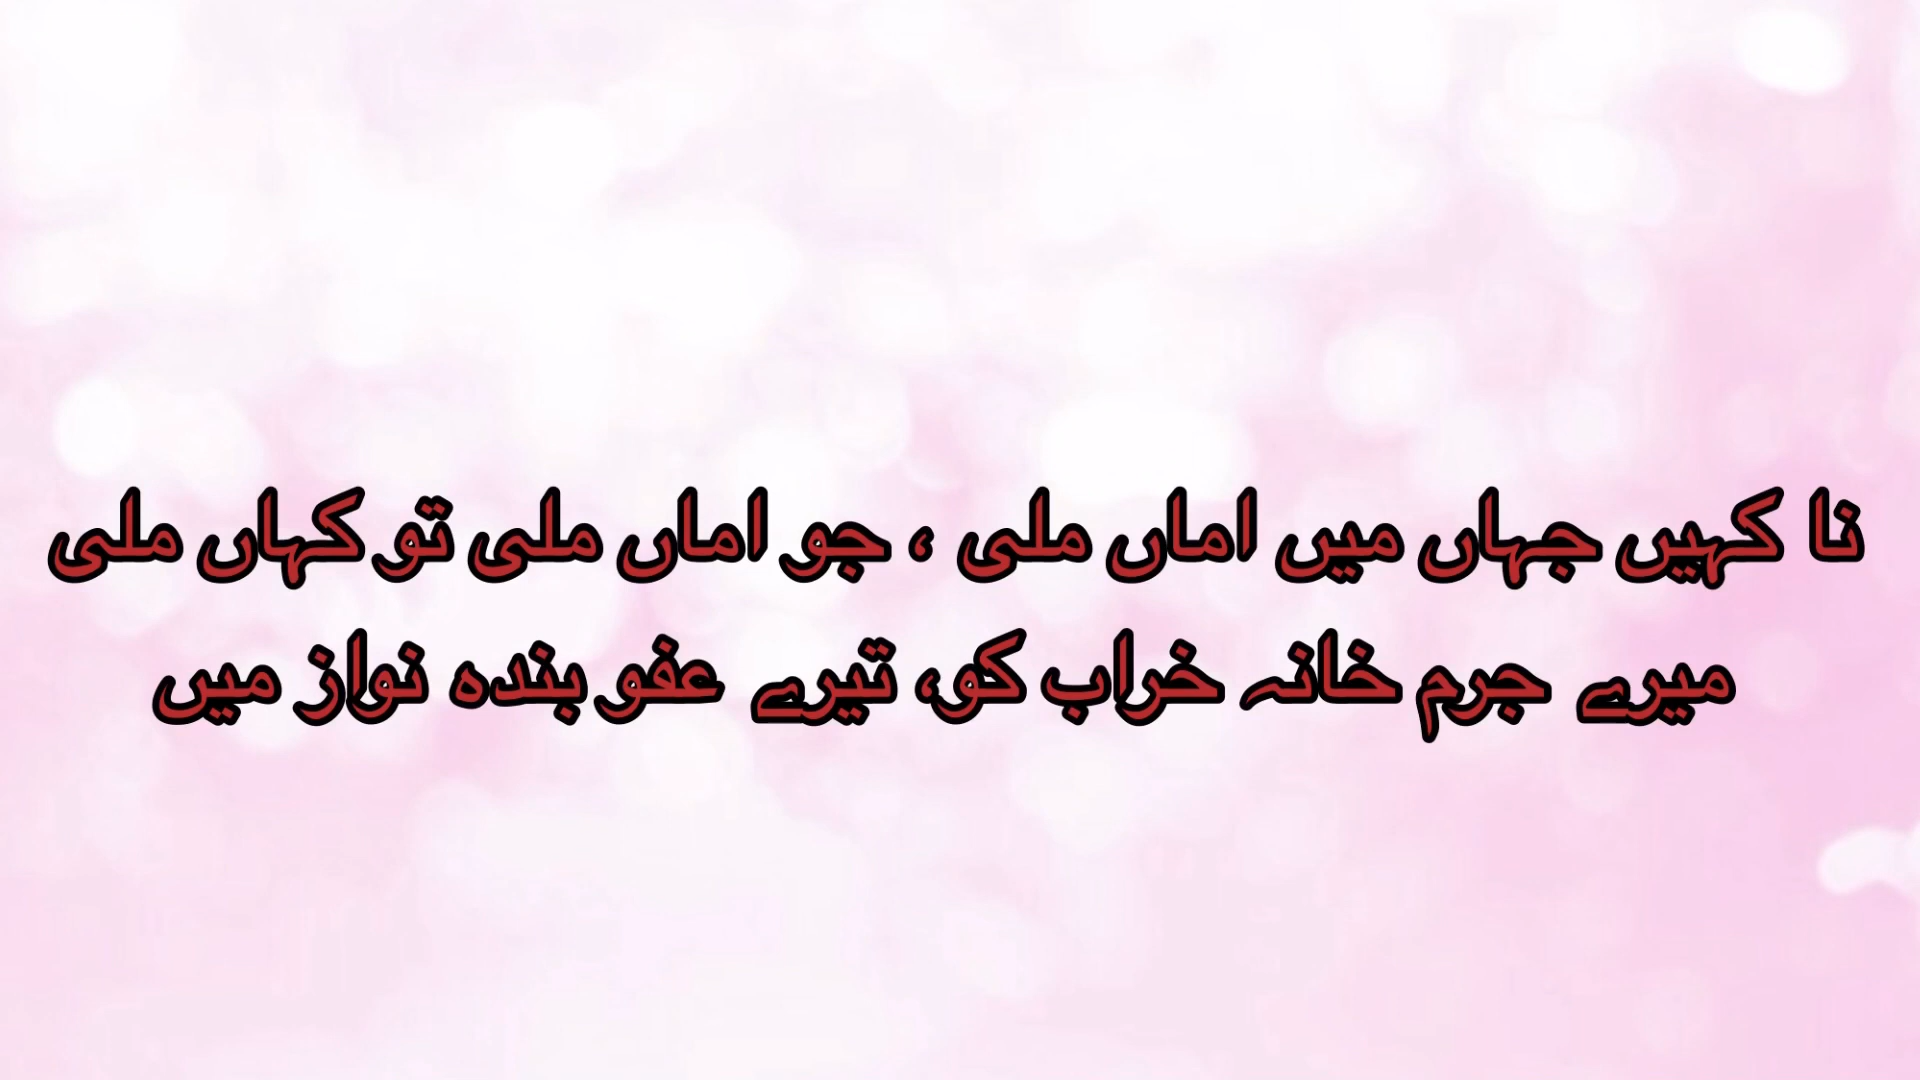 نا کہیں جہاں میں اماں ملی ، جو اماں ملی تو کہاں ملی
میرے جرم خانہ خراب کو، تیرے عفو بندہ نواز میں